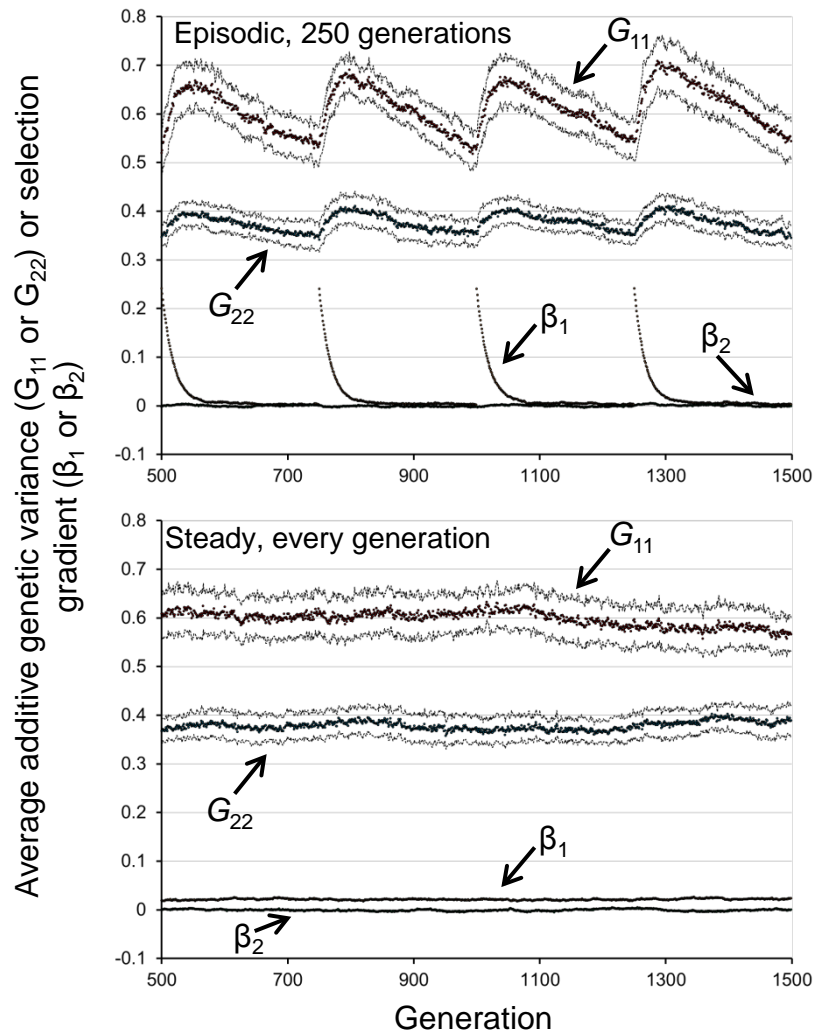 Average additive genetic variance (G11 or G22) or selection
gradient (β1 or β2)
Episodic, 250 generations
G11
G22
β1
β2
0.8
0.7
0.6
0.5
0.4
0.3
0.2
0.1
0
-0.1
500 700 900 1100 1300 1500
Steady, every generation
G11
G22
β1
β2
0.8
0.7
0.6
0.5
0.4
0.3
0.2
0.1
0
-0.1
500 700 900 1100 1300 1500
Generation